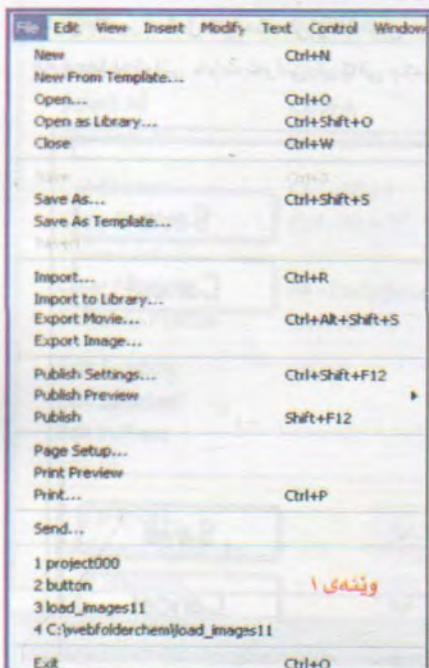 File Edit View Insert Modify Text Control Window
New Ctrl+N
New From Template...
Open... Ctrl+O
Open as Library... Ctrl+Shift+O
Close Ctrl+W
Save Ctrl+S
Save As... Ctrl+Shift+S
Save As Template...
Revert
Import... Ctrl+R
Import to Library...
Export Movie... Ctrl+Alt+Shift+S
Export Image...
Publish Settings... Ctrl+Shift+F12
Publish Preview
Publish Shift+F12
Page Setup...
Print Preview
Print... Ctrl+P
Send...
1 project000
2 button
3 load_images11
4 C:\webfolderchem\load_images11
وێنەی ١
Exit Ctrl+Q